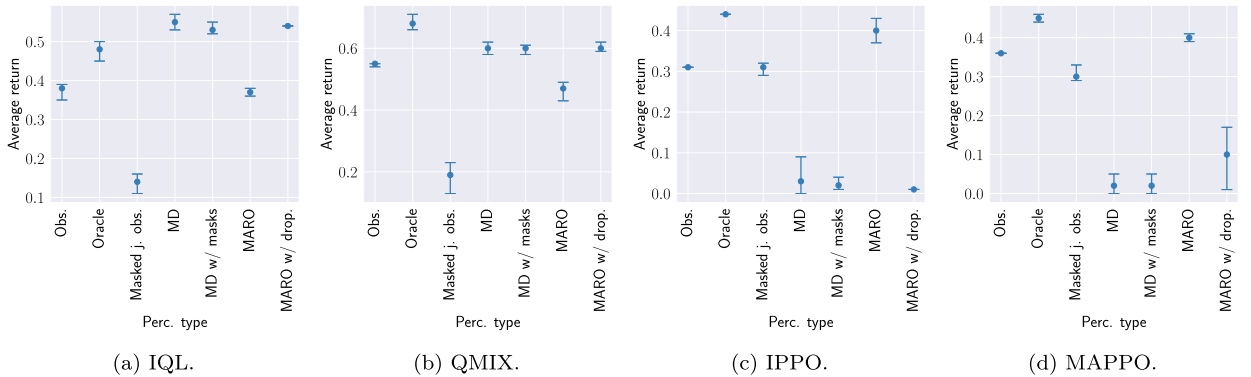 Average return
0.5
0.4
0.3
0.2
0.1
Obs.
Oracle
Masked j. obs.
MD
MD w/ masks
MARO
MARO w/ drop.
Perc. type
(a) IQL.
Average return
0.6
0.4
0.2
Obs.
Oracle
Masked j. obs.
MD
MD w/ masks
MARO
MARO w/ drop.
Perc. type
(b) QMIX.
Average return
0.4
0.3
0.2
0.1
0.0
Obs.
Oracle
Masked j. obs.
MD
MD w/ masks
MARO
MARO w/ drop.
Perc. type
(c) IPPO.
Average return
0.4
0.3
0.2
0.1
0.0
Obs.
Oracle
Masked j. obs.
MD
MD w/ masks
MARO
MARO w/ drop.
Perc. type
(d) MAPPO.